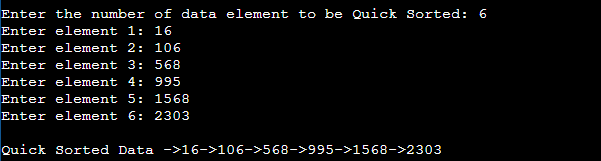 Enter the number of data element to be Quick Sorted: 6
Enter element 1: 16
Enter element 2: 106
Enter element 3: 568
Enter element 4: 995
Enter element 5: 1568
Enter element 6: 2303
Quick Sorted Data ->16->106->568->995->1568->2303